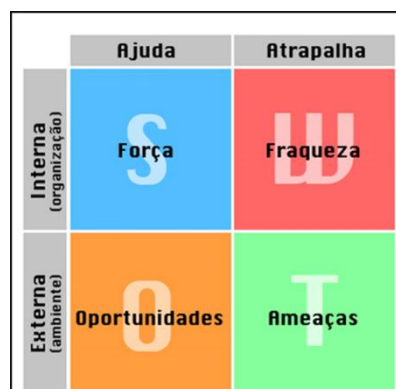 Ajuda
Atrapalha
Interna
(organização)
S
Força
W
Fraqueza
Externa
(ambiente)
O
Oportunidades
T
Ameaças